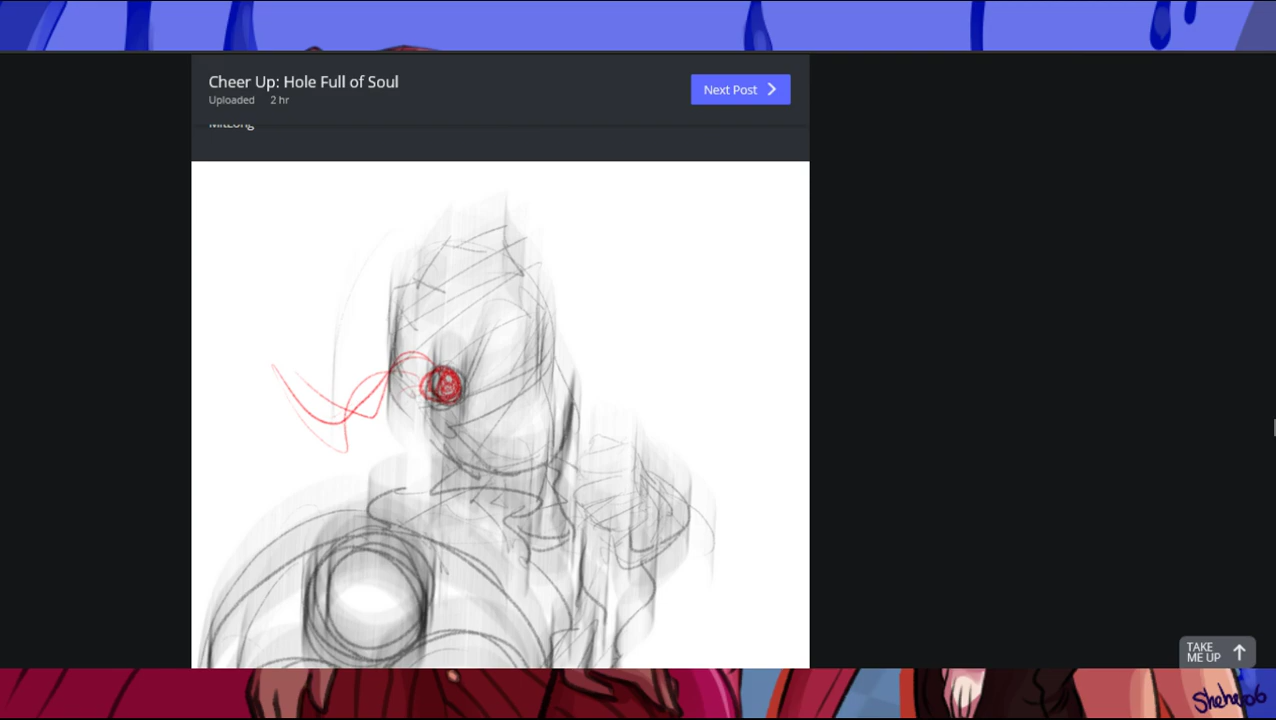 Cheer Up: Hole Full of Soul
Next Post
Uploaded 2 hr
TAKE
ME UP